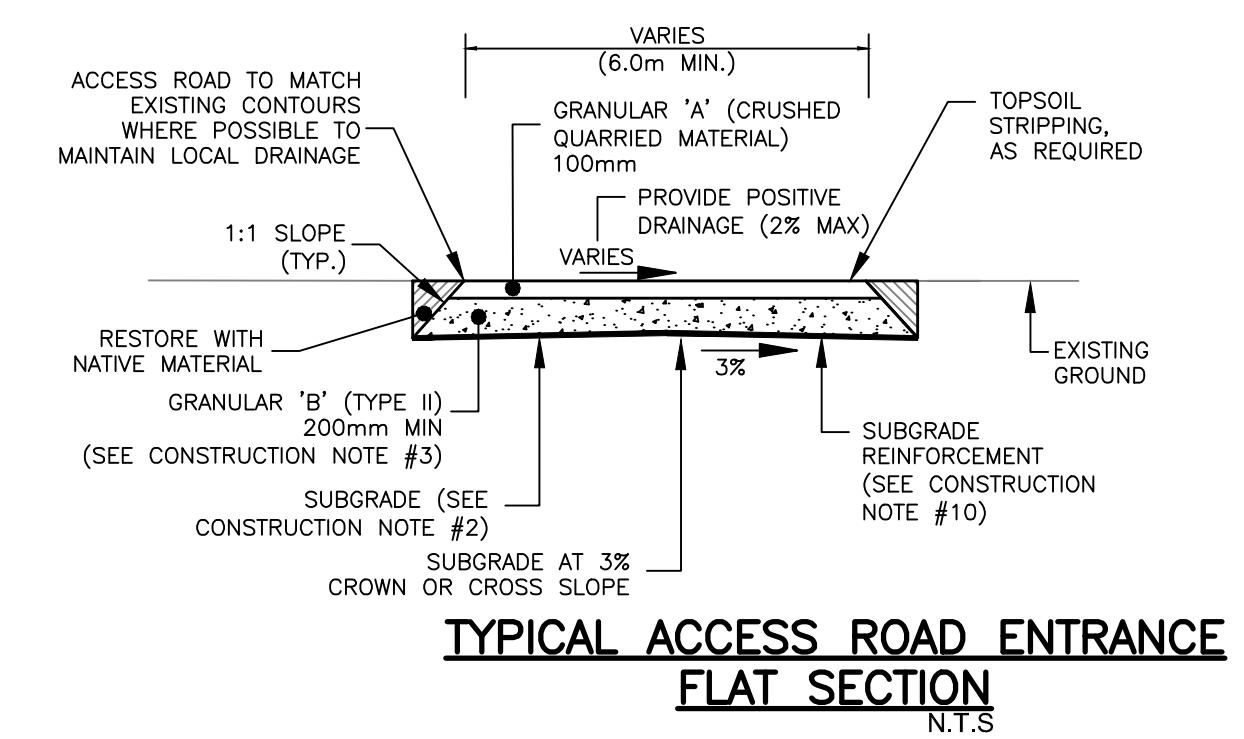 VARIES
(6.0m MIN.)
ACCESS ROAD TO MATCH
EXISTING CONTOURS
WHERE POSSIBLE TO
MAINTAIN LOCAL DRAINAGE
GRANULAR 'A' (CRUSHED
QUARRIED MATERIAL)
100mm
TOPSOIL
STRIPPING,
AS REQUIRED
PROVIDE POSITIVE
DRAINAGE (2% MAX)
1:1 SLOPE
(TYP.)
VARIES
RESTORE WITH
NATIVE MATERIAL
3%
EXISTING
GROUND
GRANULAR 'B' (TYPE II)
200mm MIN
(SEE CONSTRUCTION NOTE #3)
SUBGRADE
REINFORCEMENT
(SEE CONSTRUCTION
NOTE #10)
SUBGRADE (SEE
CONSTRUCTION NOTE #2)
SUBGRADE AT 3%
CROWN OR CROSS SLOPE
TYPICAL ACCESS ROAD ENTRANCE
FLAT SECTION
N.T.S